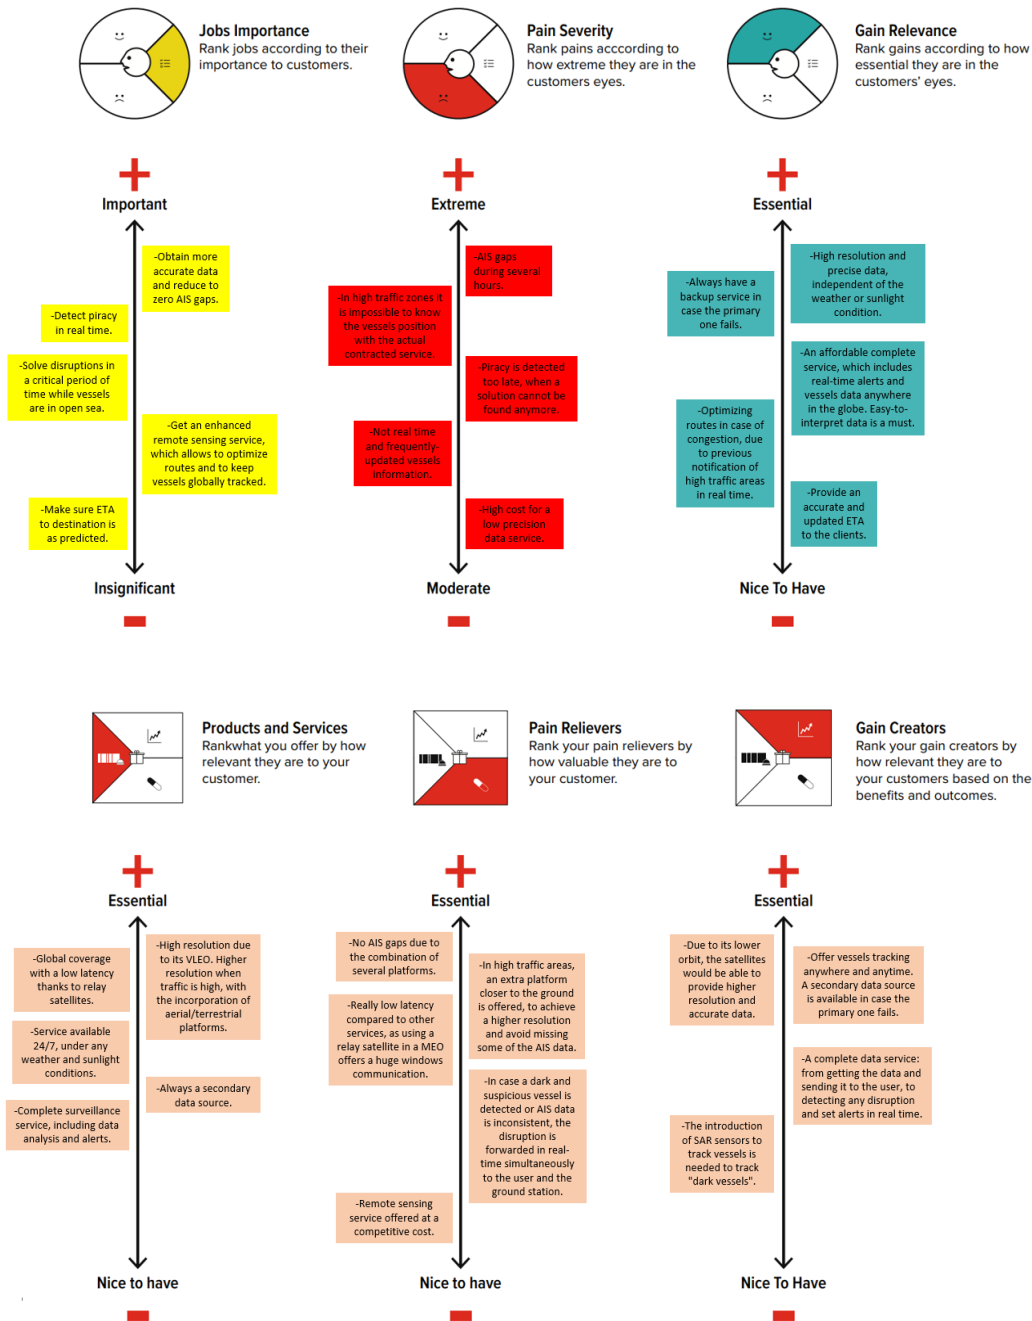 Jobs Importance
Rank jobs according to their
importance to customers.
Pain Severity
Rank pains acccording to
how extreme they are in the
customers eyes.
Gain Relevance
Rank gains acccording to how
essential they are in the
customers' eyes.
Important
-Obtain more
accurate data
and reduce to
zero AIS gaps.
-Detect piracy
in real time.
-Solve disruptions in
a critical period of
time while vessels
are in open sea.
-Get an enhanced
remote sensing service,
which allows to optimize
routes and to keep
vessels globally tracked.
-Make sure ETA
to destination is
as predicted.
Insignificant
Extreme
-AIS gaps
during several
hours.
-In high traffic zones it
is impossible to know
the vessels position
with the actual
contracted service.
-Piracy is detected
too late, when a
solution cannot be
found anymore.
-Not real time
and frequently-
updated vessels
information.
-High cost for a
low precision
data service.
Moderate
Essential
-High resolution and
precise data,
independent of the
weather or sunlight
condition.
-Always have a
backup service in
case the primary
one fails.
-An affordable complete
service, which includes
real-time alerts and
vessels data anywhere
in the globe. Easy-to-
interpret data is a must.
-Optimizing
routes in case of
congestion, due
to previous
notification of
high traffic areas
in real time.
-Provide an
accurate and
updated ETA
to the clients.
Nice To Have
Products and Services
Rankwhat you offer by how
relevant they are to your
customer.
Pain Relievers
Rank your pain relievers by
how valuable they are to
your customer.
Gain Creators
Rank your gain creators by
how relevant they are to
your customers based on the
benefits and outcomes.
Essential
-High resolution due
to its VLEO. Higher
resolution when
traffic is high, with
the incorporation of
aerial/terrestrial
platforms.
-Global coverage
with a low latency
thanks to relay
satellites.
-Service available
24/7, under any
weather and sunlight
conditions.
-Always a secondary
data source.
-Complete surveillance
service, including data
analysis and alerts.
Nice to have
Essential
-No AIS gaps due to
the combination of
several platforms.
-In high traffic areas,
an extra platform
closer to the ground
is offered, to achieve
a higher resolution
and avoid missing
some of the AIS data.
-Really low latency
compared to other
services, as using a
relay satellite in a MEO
offers a huge windows
communication.
-In case a dark and
suspicious vessel is
detected or AIS data
is inconsistent, the
disruption is
forwarded in real-
time simultaneously
to the user and the
ground station.
-Remote sensing
service offered at a
competitive cost.
Nice to have
Essential
-Due to its lower
orbit, the satellites
would be able to
provide higher
resolution and
accurate data.
-Offer vessels tracking
anywhere and anytime.
A secondary data source
is available in case the
primary one fails.
-A complete data service:
from getting the data and
sending it to the user, to
detecting any disruption
and set alerts in real time.
-The introduction
of SAR sensors to
track vessels is
needed to track
"dark vessels".
Nice To Have